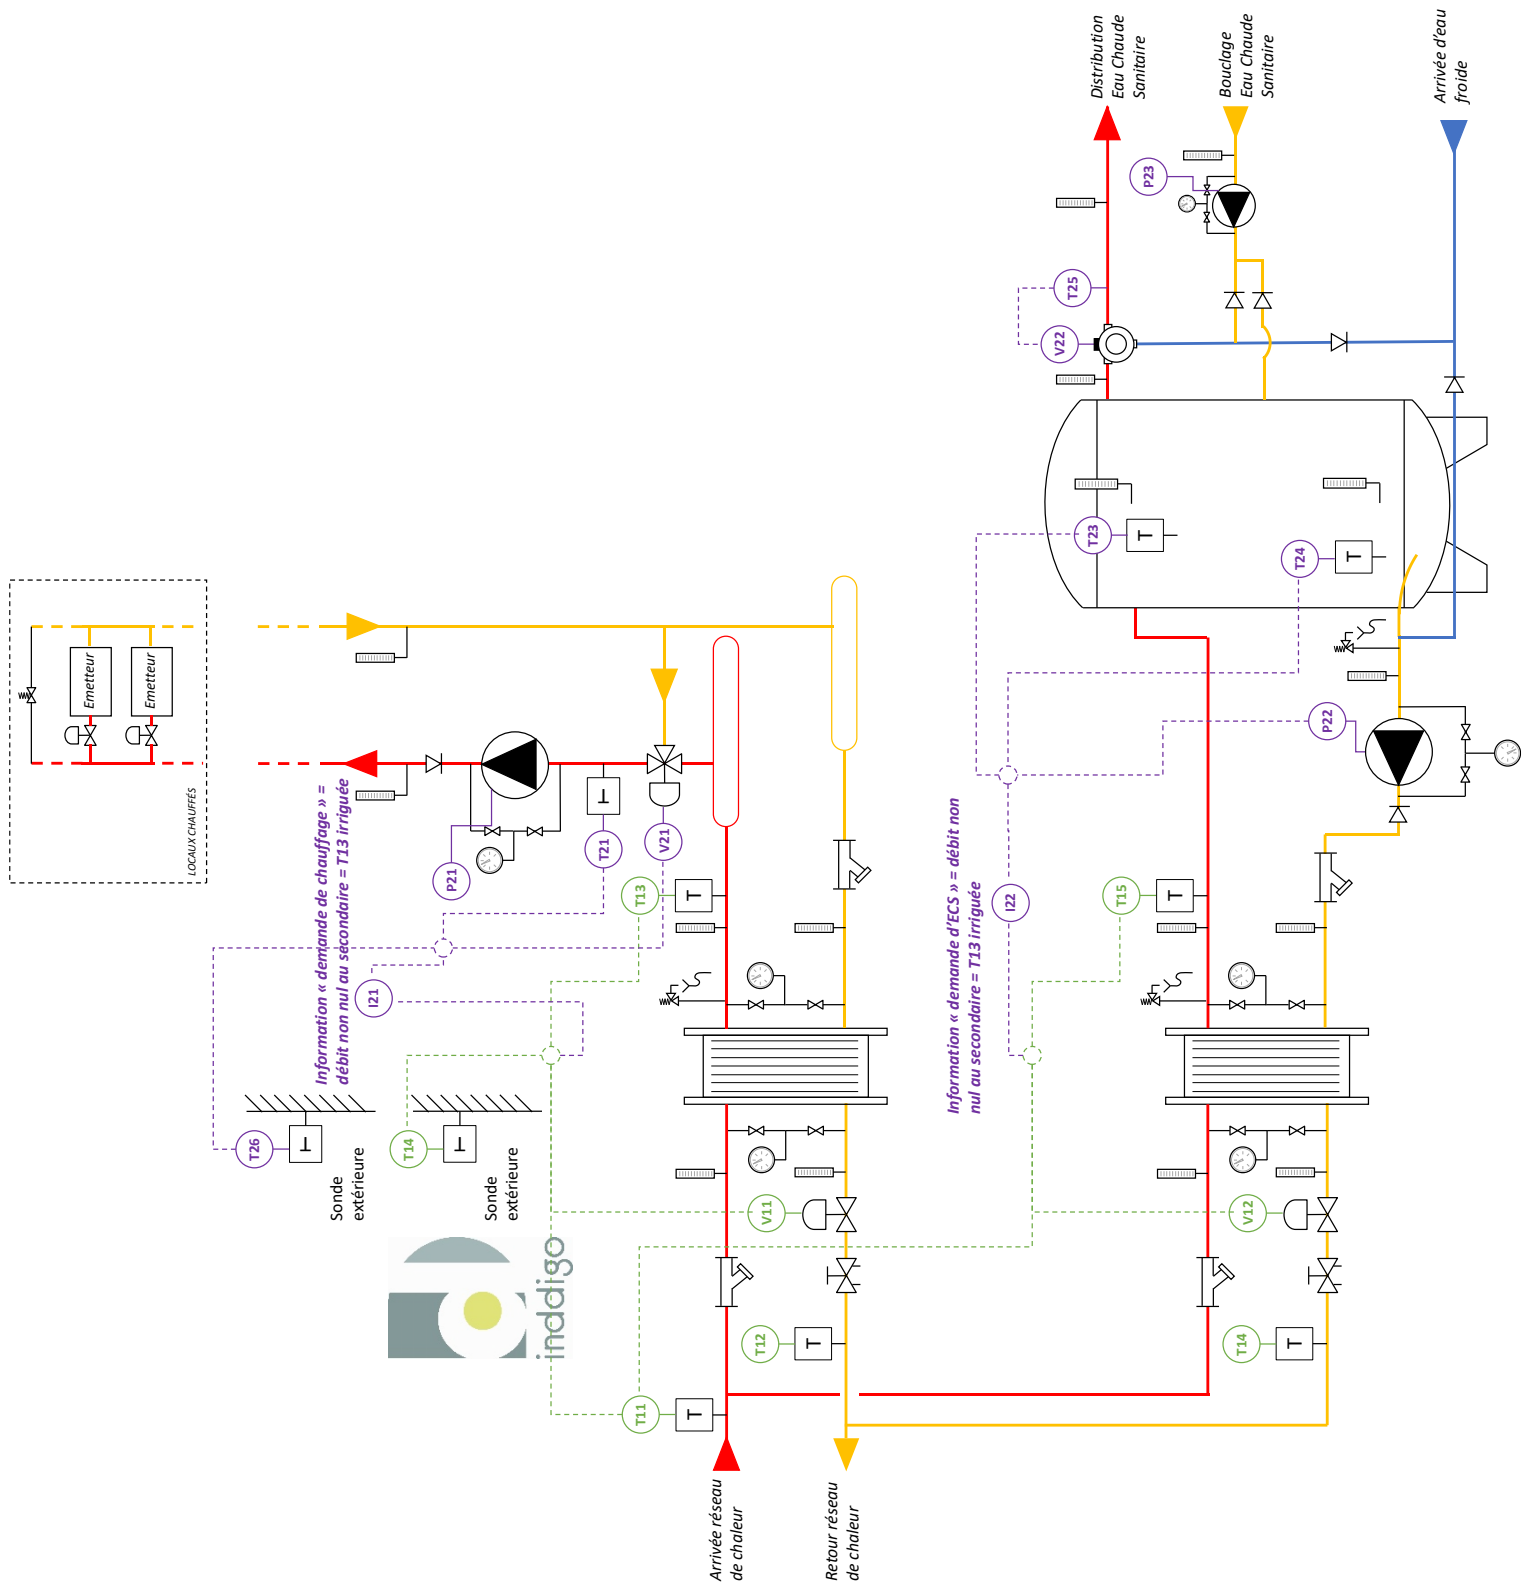 Arrivée réseau
de chaleur
Retour réseau
de chaleur
T11
T12
T14
V11
V12
inddigo
Sonde
extérieure
Sonde
extérieure
T26
T14
Information « demande de chauffage » =
débit non nul au secondaire = T13 irriguée
I21
T13
P21
T21
V21
LOCAUX CHAUFFÉS
Emetteur
Emetteur
Information « demande d'ECS » = débit non
nul au secondaire = T13 irriguée
I22
T15
P22
T23
T24
V22
T25
P23
Distribution
Eau Chaude
Sanitaire
Bouclage
Eau Chaude
Sanitaire
Arrivée d'eau
froide
T
T
T
T
T
T
T
T
T
T